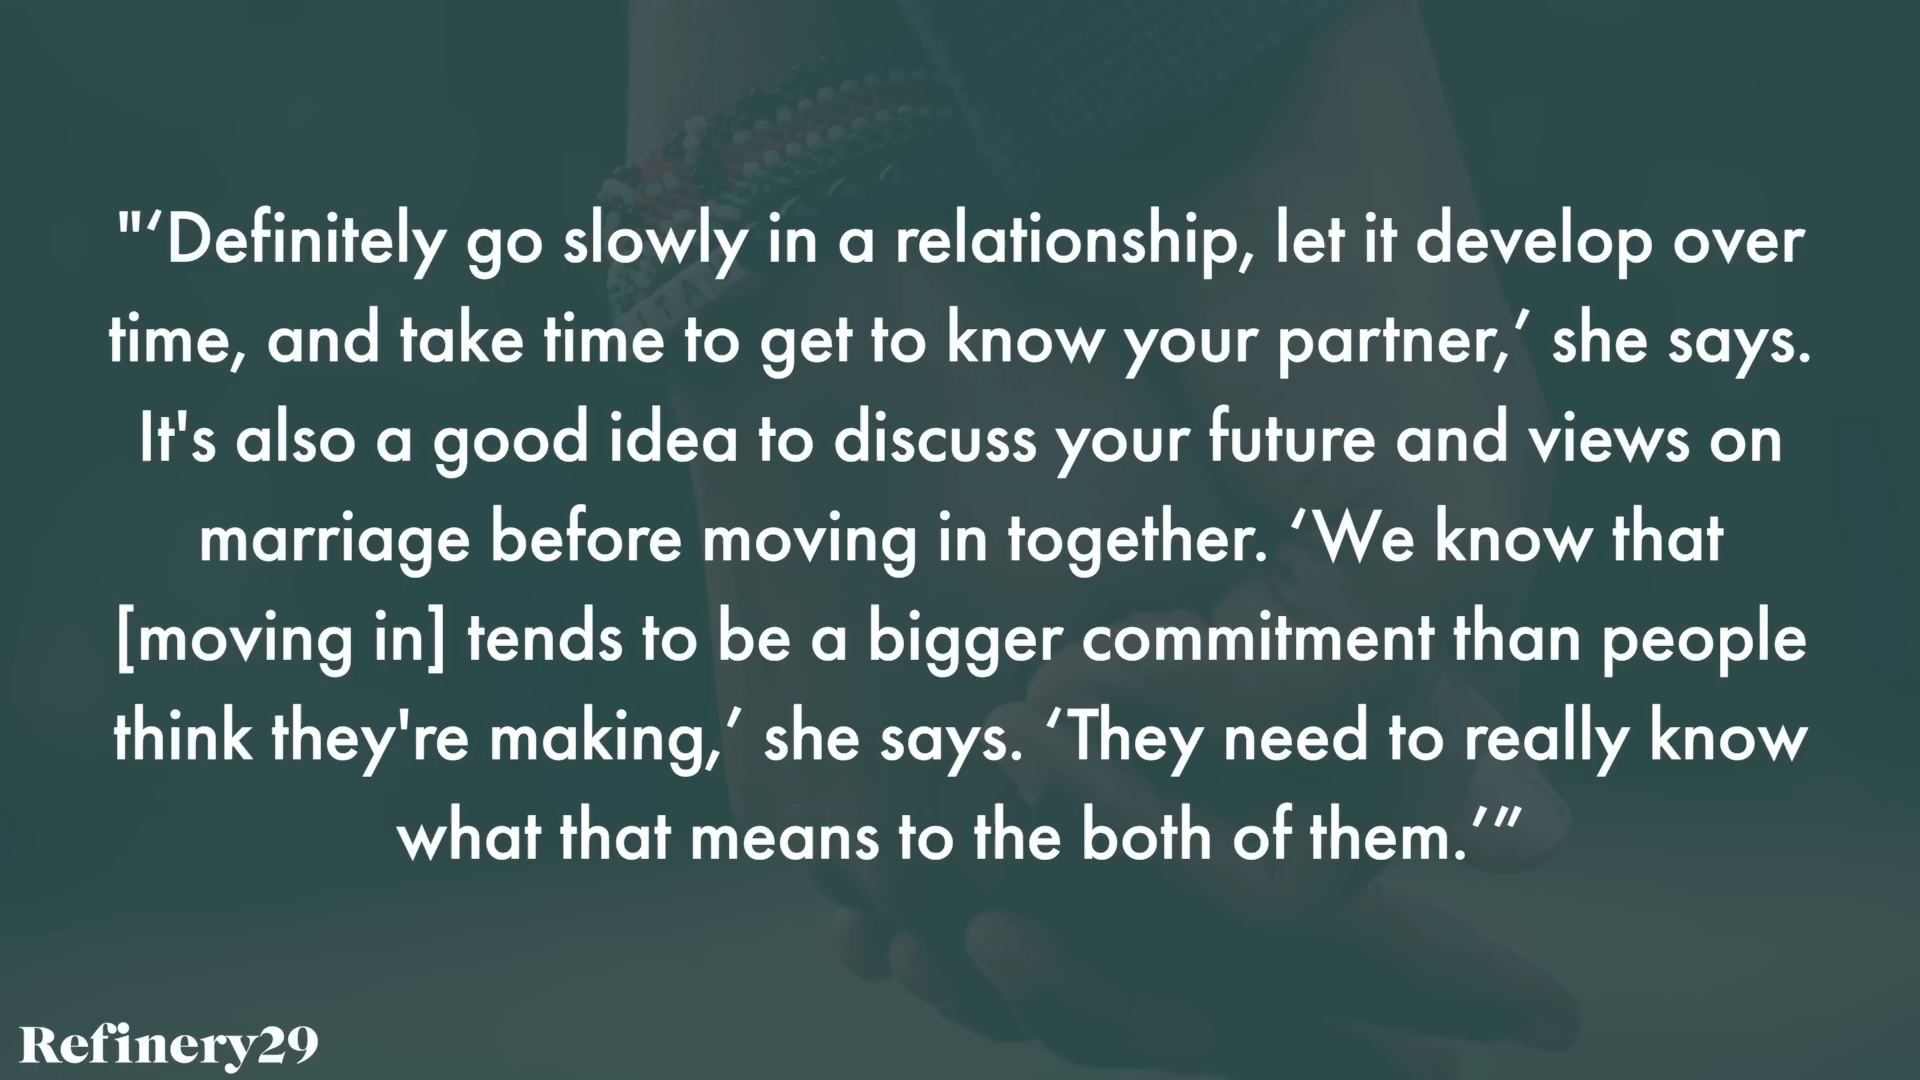 "‘Definitely go slowly in a relationship, let it develop over
time, and take time to get to know your partner,’ she says.
It's also a good idea to discuss your future and views on
marriage before moving in together. ‘We know that
[moving in] tends to be a bigger commitment than people
think they're making,’ she says. ‘They need to really know
what that means to the both of them.’”
Refinery29